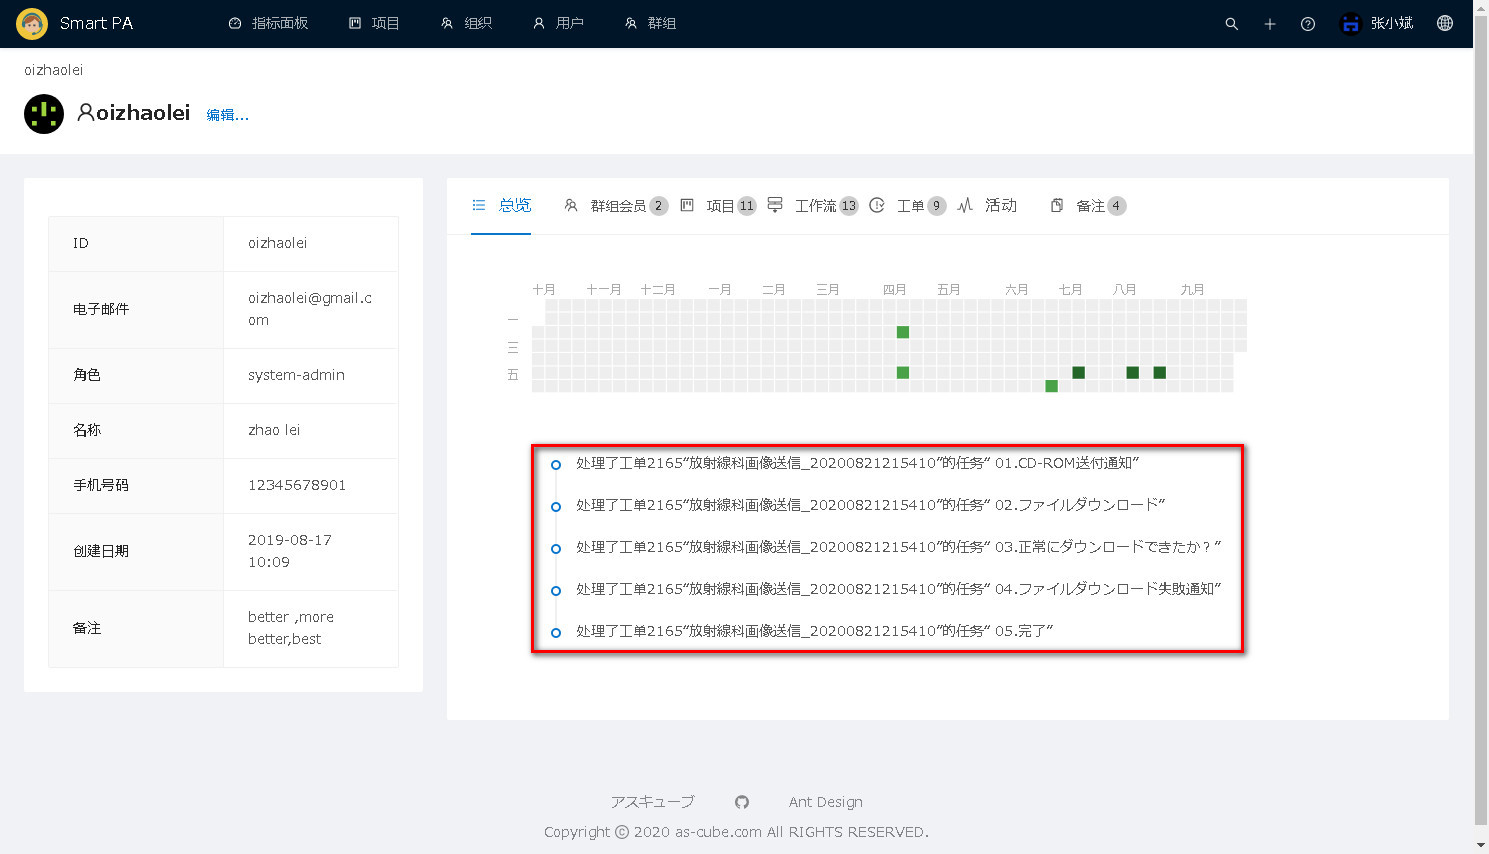 Smart PA 指标面板 项目 组织 用户 群组 张小斌
oizhaolei
oizhaolei 编辑...
总览 群组会员 2 项目 11 工作流 13 工单 9 活动 备注 4
ID oizhaolei
电子邮件 oizhaolei@gmail.c
om
角色 system-admin
名称 zhao lei
手机号码 12345678901
创建日期 2019-08-17
10:09
备注 better ,more
better,best
十月 十一月 十二月 一月 二月 三月 四月 五月 六月 七月 八月 九月
一
三
五
处理了工单2165“放射線科画像送信_20200821215410”的任务“ 01.CD-ROM送付通知”
处理了工单2165“放射線科画像送信_20200821215410”的任务“ 02.ファイルダウンロード”
处理了工单2165“放射線科画像送信_20200821215410”的任务“ 03.正常にダウンロードできたか？”
处理了工单2165“放射線科画像送信_20200821215410”的任务“ 04.ファイルダウンロード失敗通知”
处理了工单2165“放射線科画像送信_20200821215410”的任务“ 05.完了”
アスキューブ Ant Design
Copyright © 2020 as-cube.com All RIGHTS RESERVED.